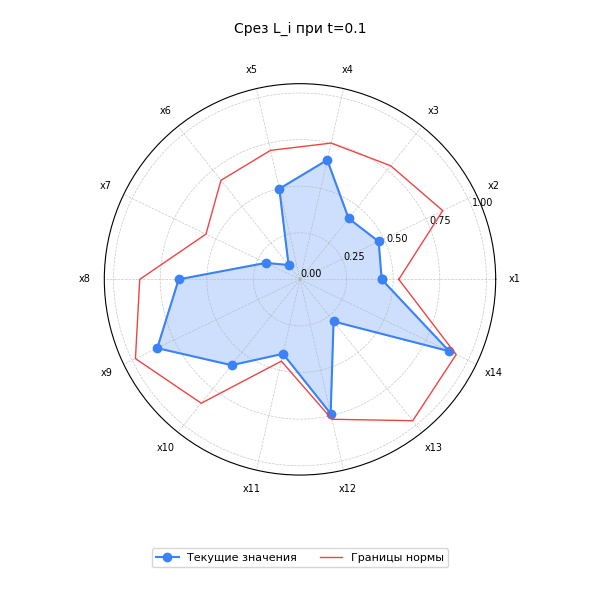 Срез L_i при t=0.1
x5
x4
x6
x3
x7
x2
1.00
0.75
0.50
0.25
0.00
x8
x1
x9
x14
x10
x13
x11
x12
Текущие значения
Границы нормы